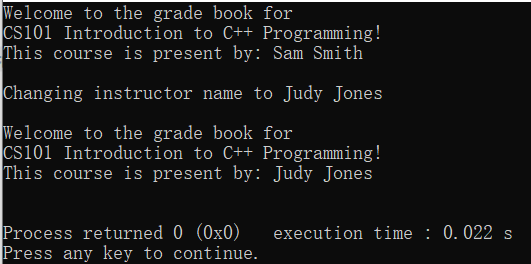 Welcome to the grade book for
CS101 Introduction to C++ Programming!
This course is present by: Sam Smith
Changing instructor name to Judy Jones
Welcome to the grade book for
CS101 Introduction to C++ Programming!
This course is present by: Judy Jones
Process returned 0 (0x0)   execution time : 0.022 s
Press any key to continue.